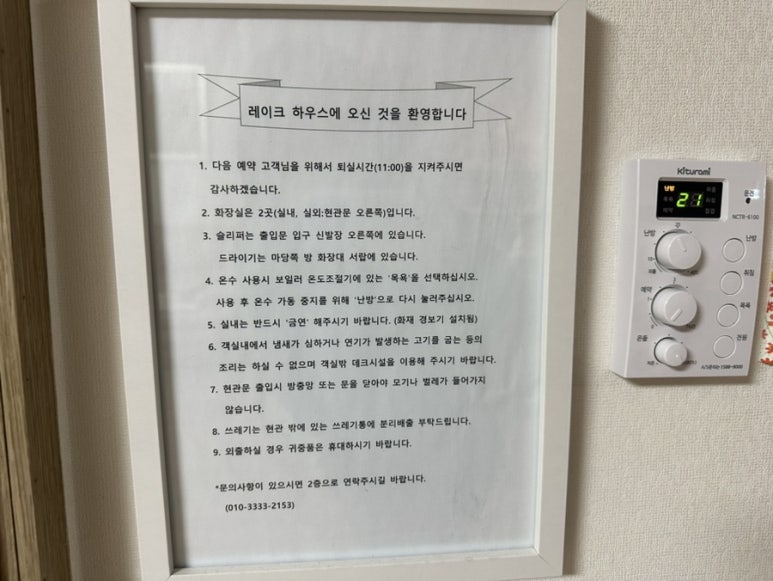 레이크 하우스에 오신 것을 환영합니다
1. 다음 예약 고객님을 위해서 퇴실시간(11:00)을 지켜주시면
감사하겠습니다.
2. 화장실은 2곳(실내, 실외:현관문 오른쪽)입니다.
3. 슬리퍼는 출입문 입구 신발장 오른쪽에 있습니다.
드라이기는 마당쪽 방 화장대 서랍에 있습니다.
4. 온수 사용시 보일러 온도조절기에 있는 '목욕'을 선택하십시오.
사용 후 온수 가동 중지를 위해 '난방'으로 다시 눌러주십시오.
5. 실내는 반드시 '금연' 해주시기 바랍니다. (화재 경보기 설치됨)
6. 객실내에서 냄새가 심하거나 연기가 발생하는 고기를 굽는 등의
조리는 하실 수 없으며 객실밖 데크시설을 이용해 주시기 바랍니다.
7. 현관문 출입시 방충망 또는 문을 닫아야 모기나 벌레가 들어가지
않습니다.
8. 쓰레기는 현관 밖에 있는 쓰레기통에 분리배출 부탁드립니다.
9. 외출하실 경우 귀중품은 휴대하시기 바랍니다.
*문의사항이 있으시면 2층으로 연락주시길 바랍니다.
(010-3333-2153)
Kiturami
난방
21
운전
NCTR-6100
난방
난방
취침
예약
목욕
온돌
전원